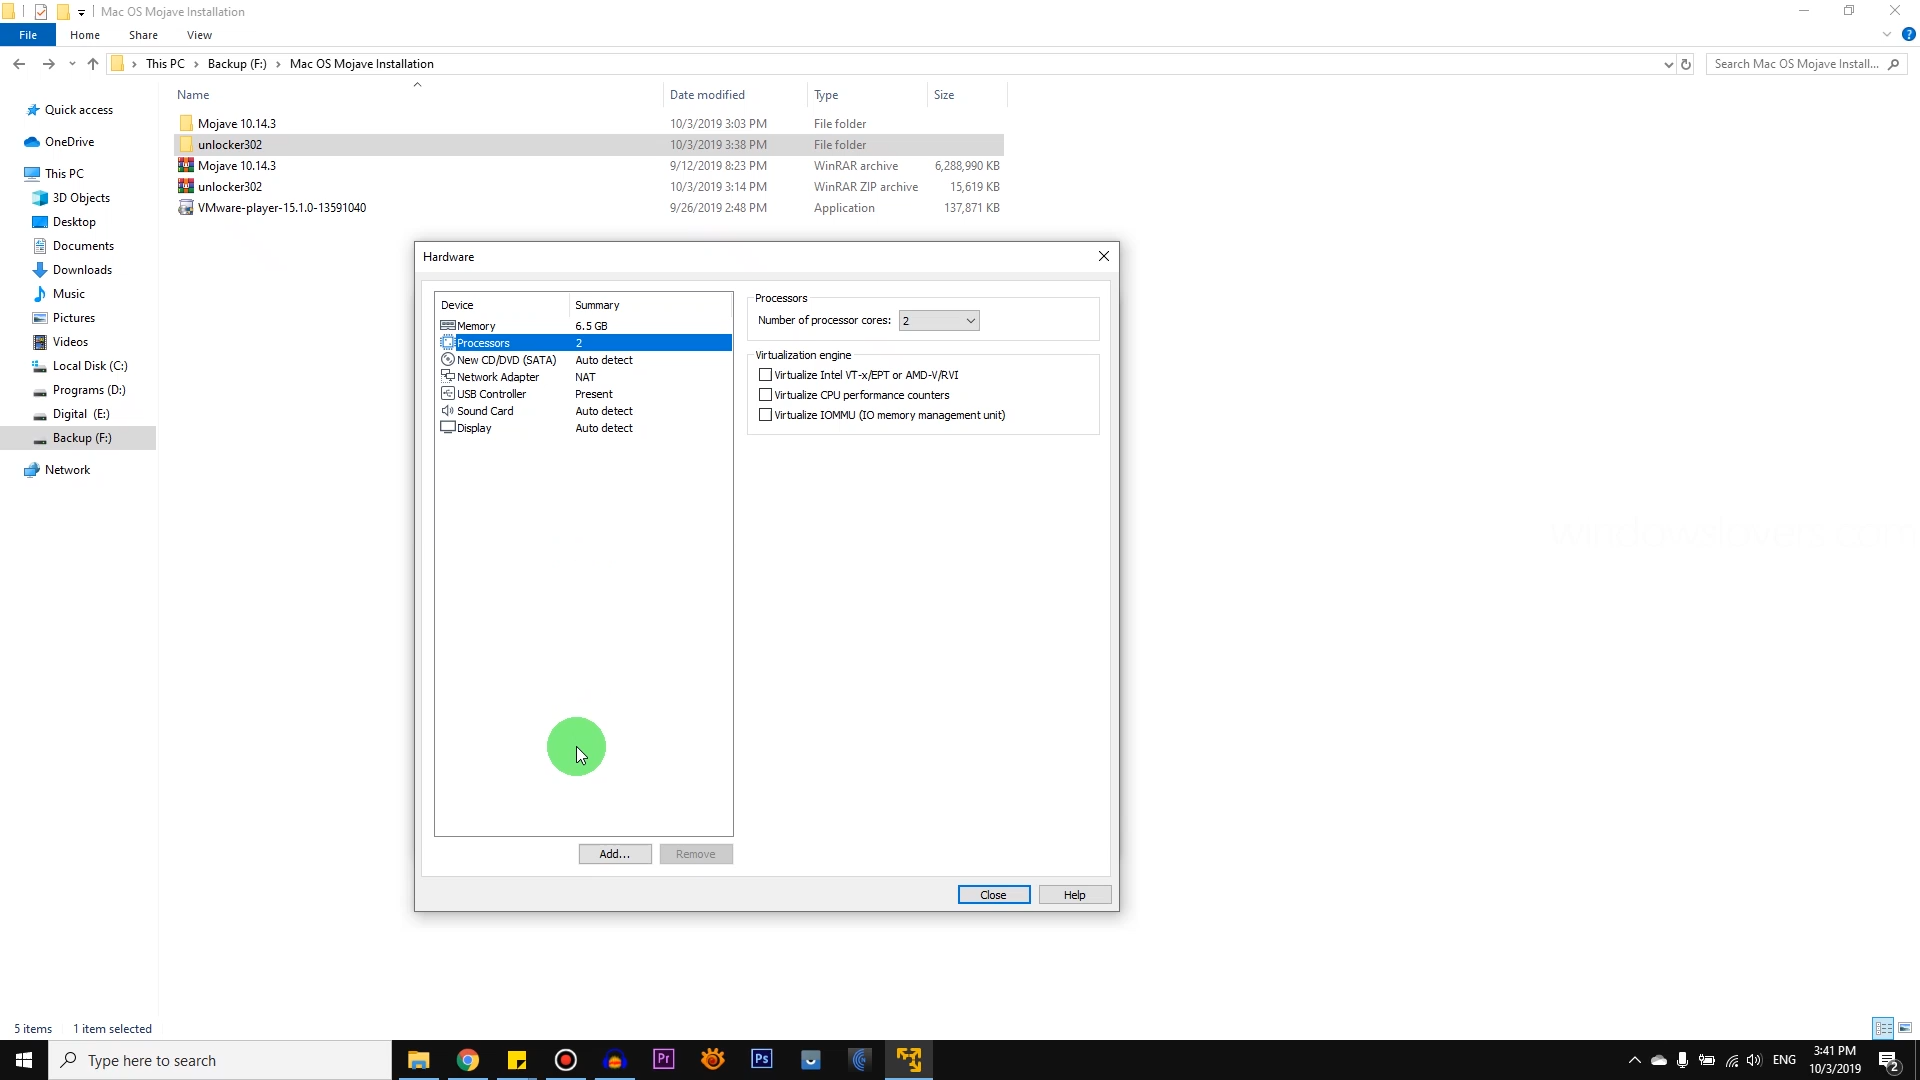 Mac OS Mojave Installation
File
Home
Share
View
?
This PC
Backup (F:)
Mac OS Mojave Installation
Search Mac OS Mojave Install...
Name
Date modified
Type
Size
Quick access
OneDrive
This PC
3D Objects
Desktop
Documents
Downloads
Music
Pictures
Videos
Local Disk (C:)
Programs (D:)
Digital (E:)
Backup (F:)
Network
Mojave 10.14.3 10/3/2019 3:03 PM File folder
unlocker302 10/3/2019 3:38 PM File folder
Mojave 10.14.3 9/12/2019 8:23 PM WinRAR archive 6,288,990 KB
unlocker302 10/3/2019 3:14 PM WinRAR ZIP archive 15,619 KB
VMware-player-15.1.0-13591040 9/26/2019 2:48 PM Application 137,871 KB
Hardware
Device Summary
Memory 6.5 GB
Processors 2
New CD/DVD (SATA) Auto detect
Network Adapter NAT
USB Controller Present
Sound Card Auto detect
Display Auto detect
Add...
Remove
Processors
Number of processor cores: 2
Virtualization engine
Virtualize Intel VT-x/EPT or AMD-V/RVI
Virtualize CPU performance counters
Virtualize IOMMU (IO memory management unit)
Close
Help
5 items 1 item selected
Type here to search
Pr
Ps
ENG
3:41 PM
10/3/2019
2